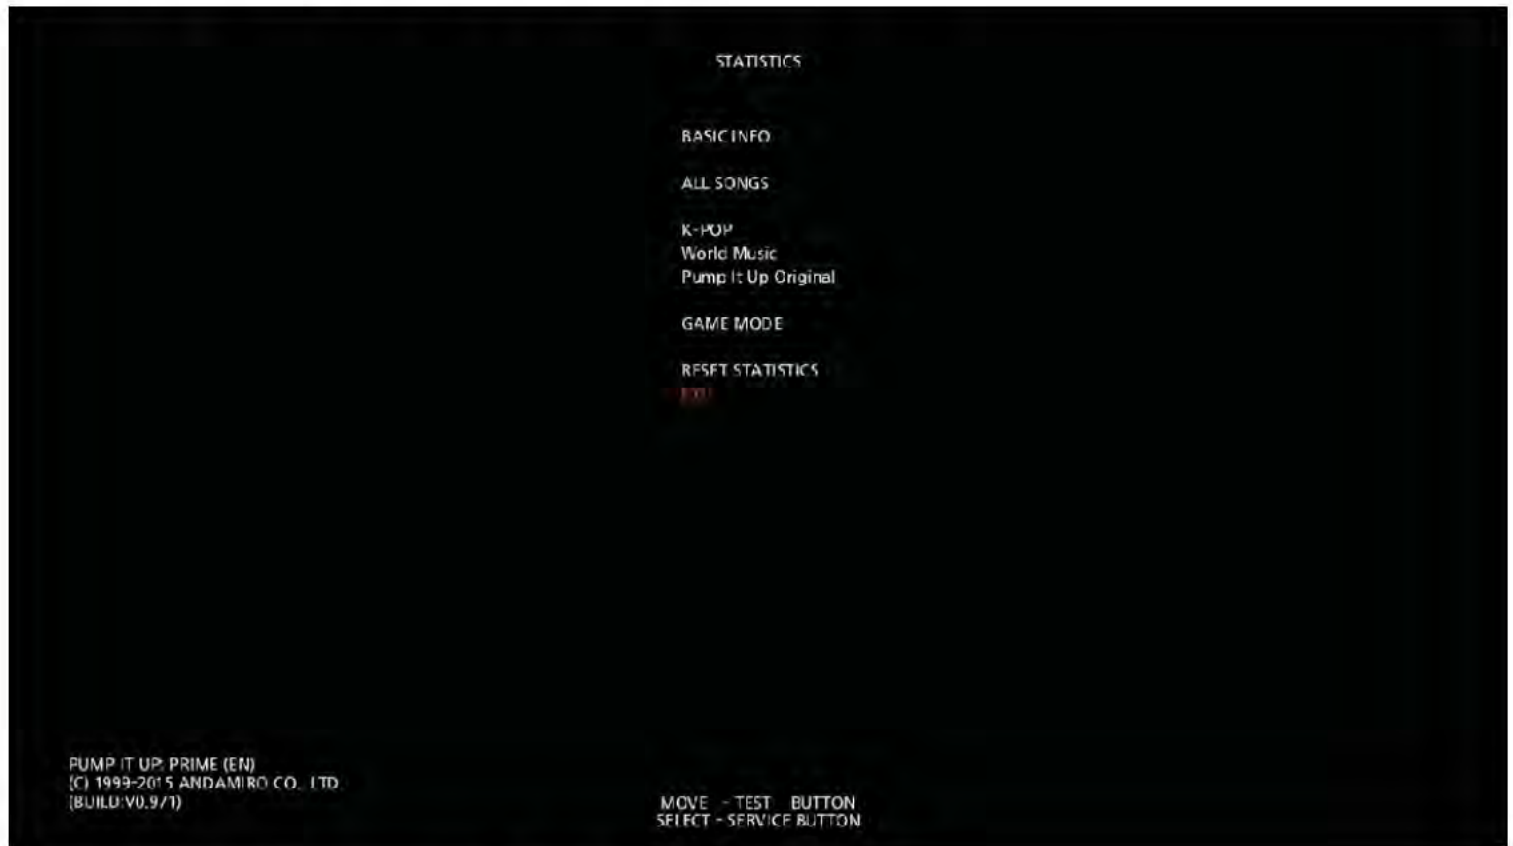 STATISTICS
BASIC INFO
ALL SONGS
K-POP
World Music
Pump It Up Original
GAME MODE
RESET STATISTICS
EXIT
PUMP IT UP: PRIME (EN)
(C) 1999-2015 ANDAMIRO CO. LTD
(BUILD:V0.971)
MOVE - TEST BUTTON
SELECT - SERVICE BUTTON